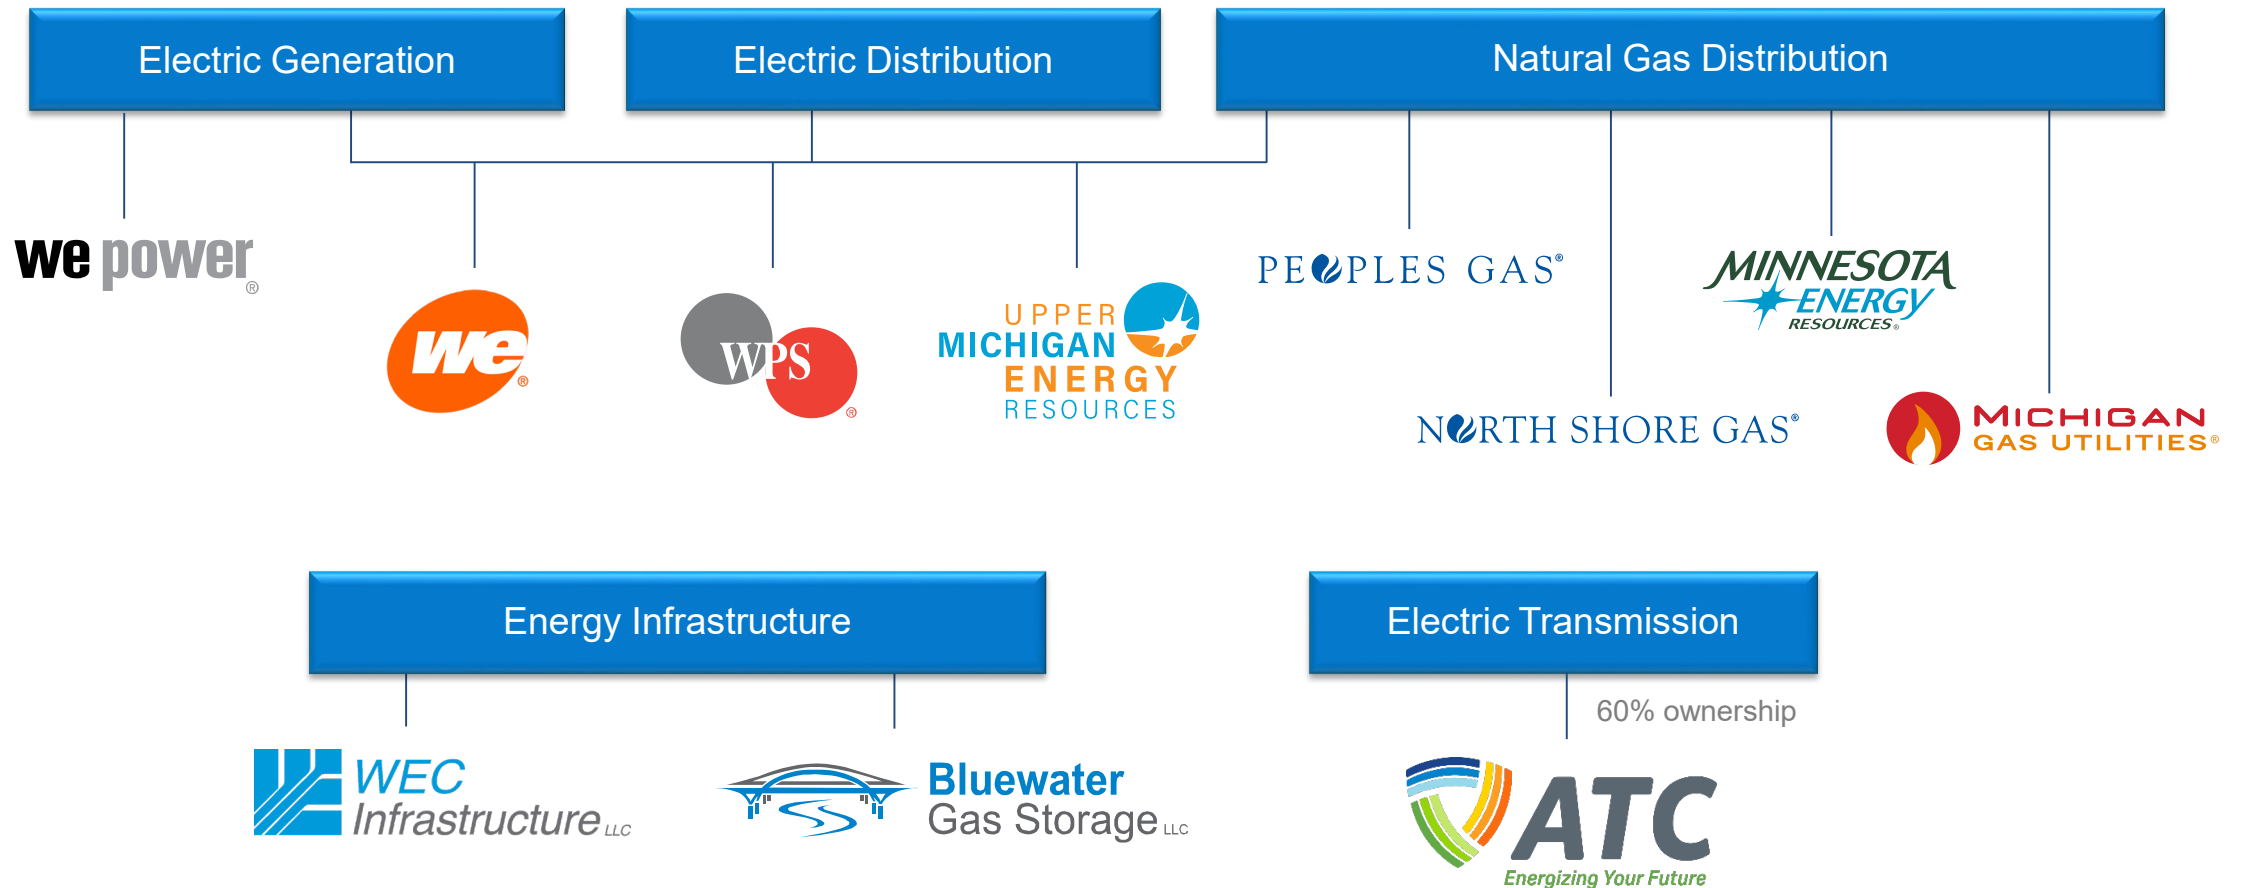 Electric Generation
Electric Distribution
Natural Gas Distribution
we power®
we®
WPS®
UPPER
MICHIGAN
ENERGY
RESOURCES
PEOPLES GAS®
NORTH SHORE GAS®
MINNESOTA
ENERGY
RESOURCES®
MICHIGAN
GAS UTILITIES®
Energy Infrastructure
Electric Transmission
60% ownership
WEC
Infrastructure LLC
Bluewater
Gas Storage LLC
ATC
Energizing Your Future